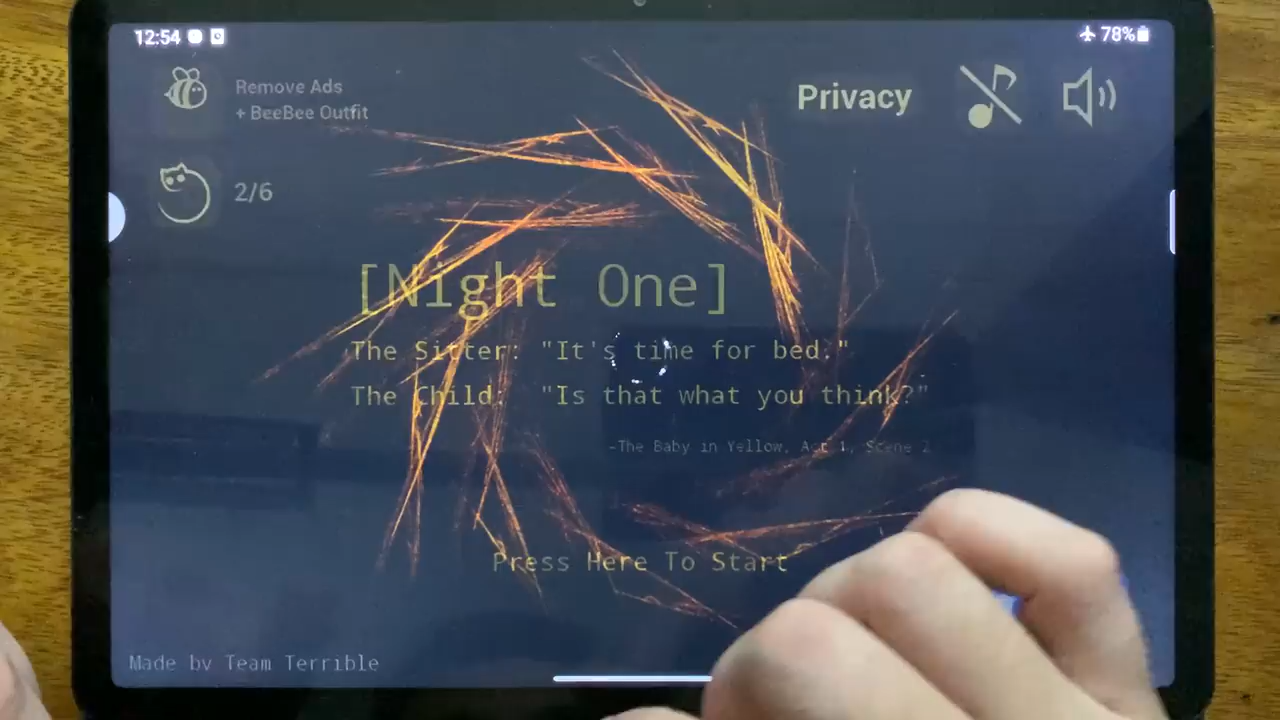 12:54
78%
Remove Ads
+ BeeBee Outfit
Privacy
2/6
[Night One]
The Sitter: "It's time for bed."
The Child: "Is that what you think?"
-The Baby in Yellow, Act 1, Scene 2
Press Here To Start
Made by Team Terrible